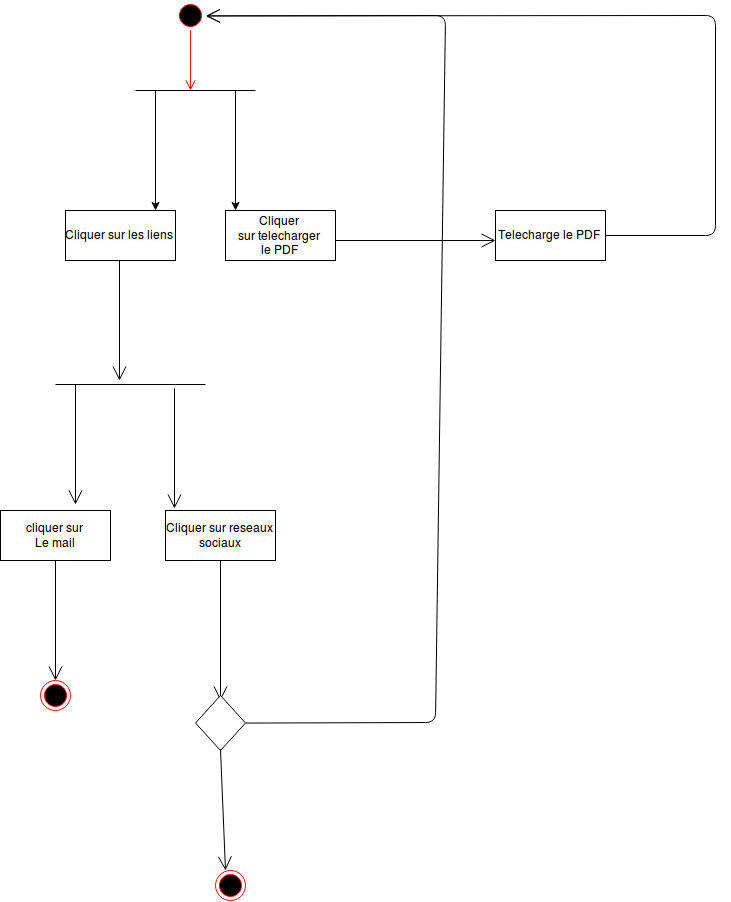 Cliquer sur les liens
Cliquer
sur telecharger
le PDF
Telecharge le PDF
cliquer sur
Le mail
Cliquer sur reseaux
sociaux